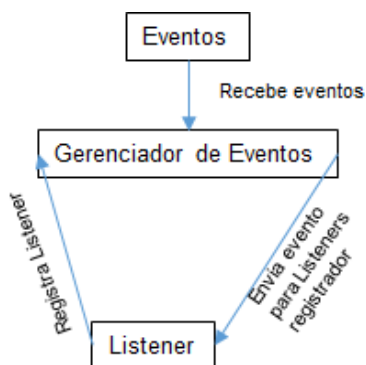 Eventos
Recebe eventos
Gerenciador de Eventos
Registra Listener
Envia evento
para Listeners
registrador
Listener